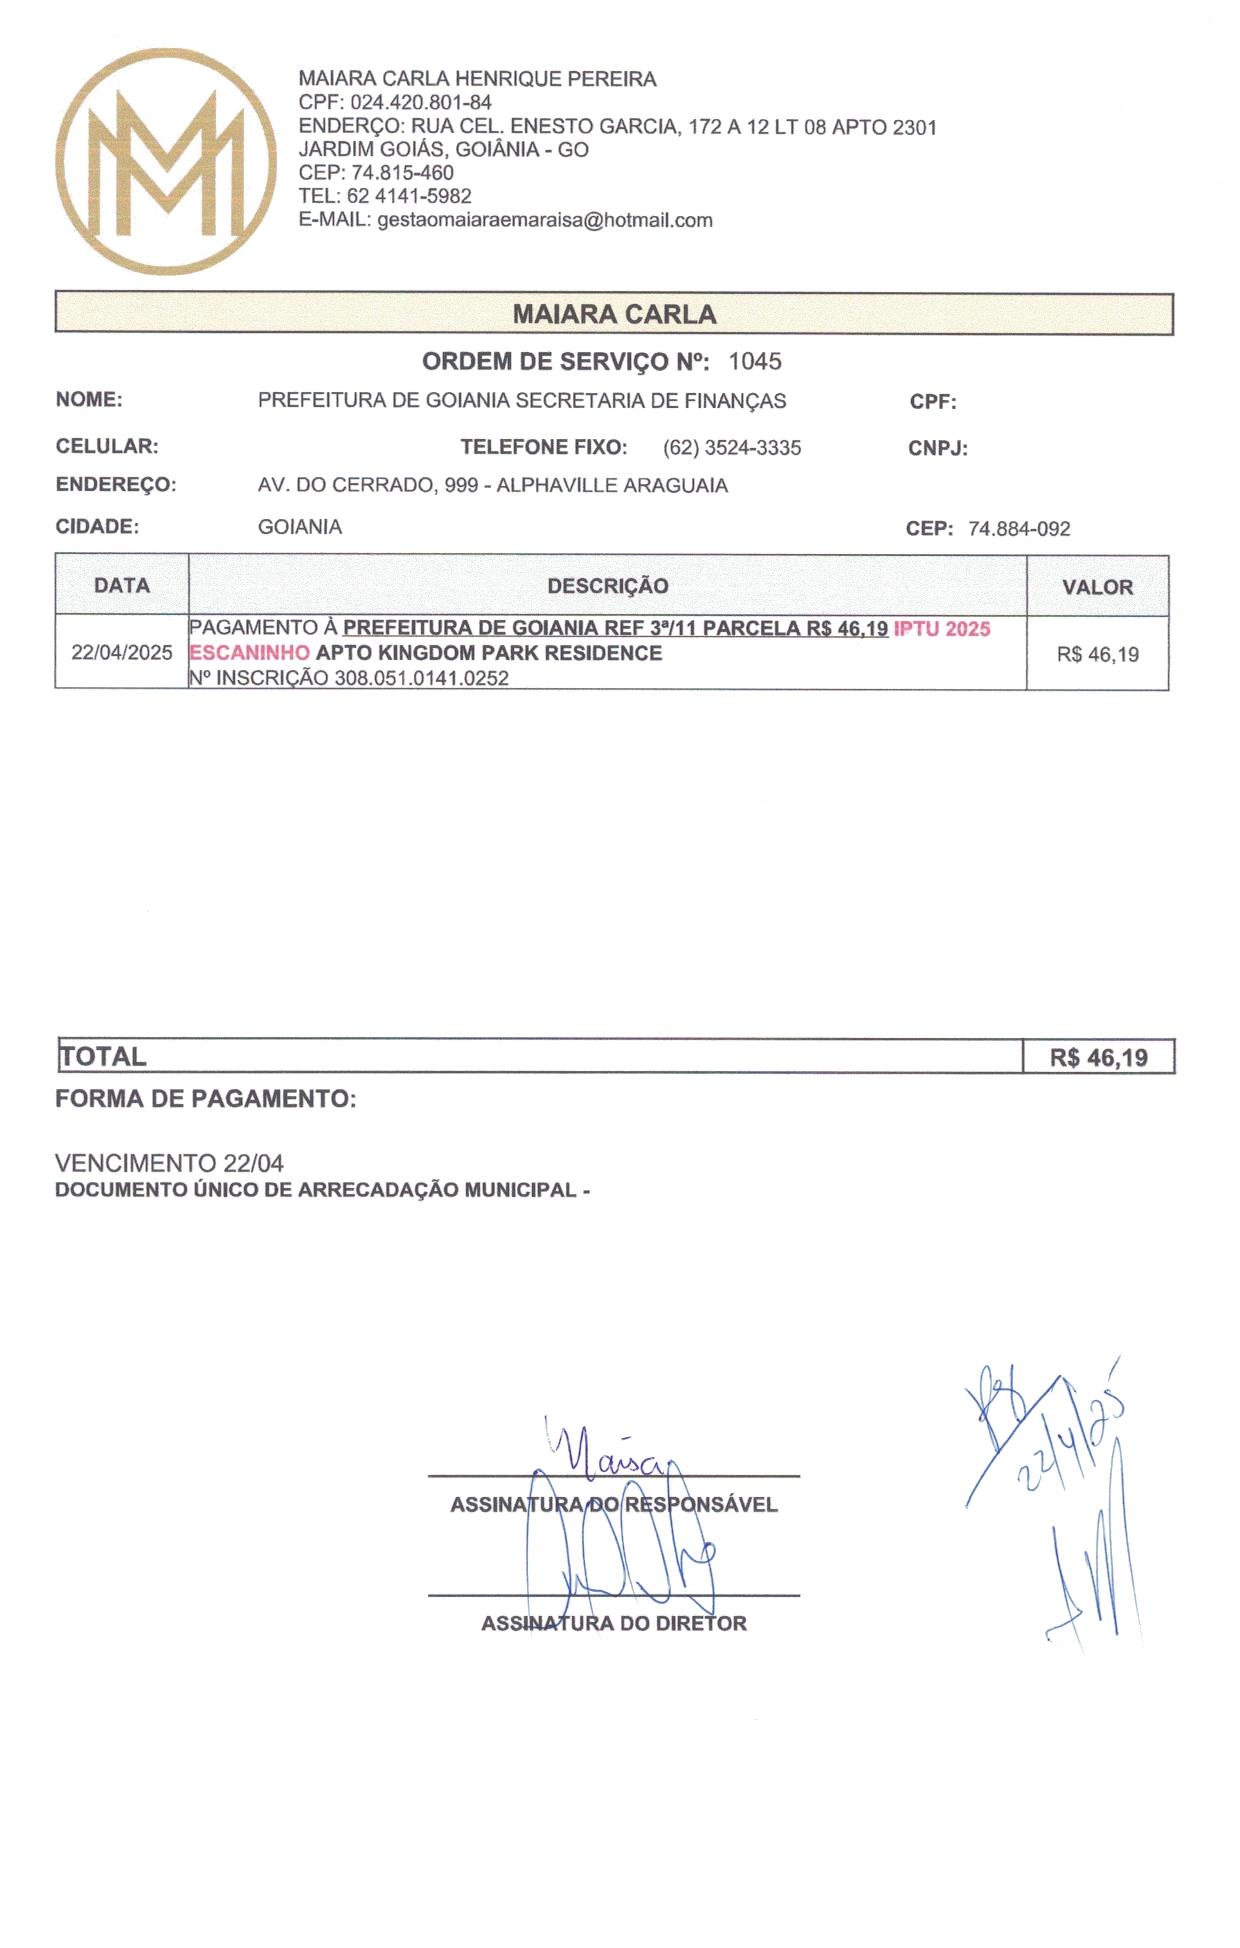 MAIARA CARLA HENRIQUE PEREIRA
CPF: 024.420.801-84
ENDERÇO: RUA CEL. ENESTO GARCIA, 172 A 12 LT 08 APTO 2301
JARDIM GOIÁS, GOIÂNIA - GO
CEP: 74.815-460
TEL: 62 4141-5982
E-MAIL: gestaomaiaraemaraisa@hotmail.com
MAIARA CARLA
ORDEM DE SERVIÇO Nº: 1045
NOME: PREFEITURA DE GOIANIA SECRETARIA DE FINANÇAS CPF:
CELULAR: TELEFONE FIXO: (62) 3524-3335 CNPJ:
ENDEREÇO: AV. DO CERRADO, 999 - ALPHAVILLE ARAGUAIA
CIDADE: GOIANIA CEP: 74.884-092
DATA DESCRIÇÃO VALOR
PAGAMENTO À PREFEITURA DE GOIANIA REF 3ª/11 PARCELA R$ 46,19 IPTU 2025
22/04/2025 ESCANINHO APTO KINGDOM PARK RESIDENCE R$ 46,19
Nº INSCRIÇÃO 308.051.0141.0252
TOTAL R$ 46,19
FORMA DE PAGAMENTO:
VENCIMENTO 22/04
DOCUMENTO ÚNICO DE ARRECADAÇÃO MUNICIPAL -
22/4/25
ASSINATURA DO RESPONSÁVEL
ASSINATURA DO DIRETOR